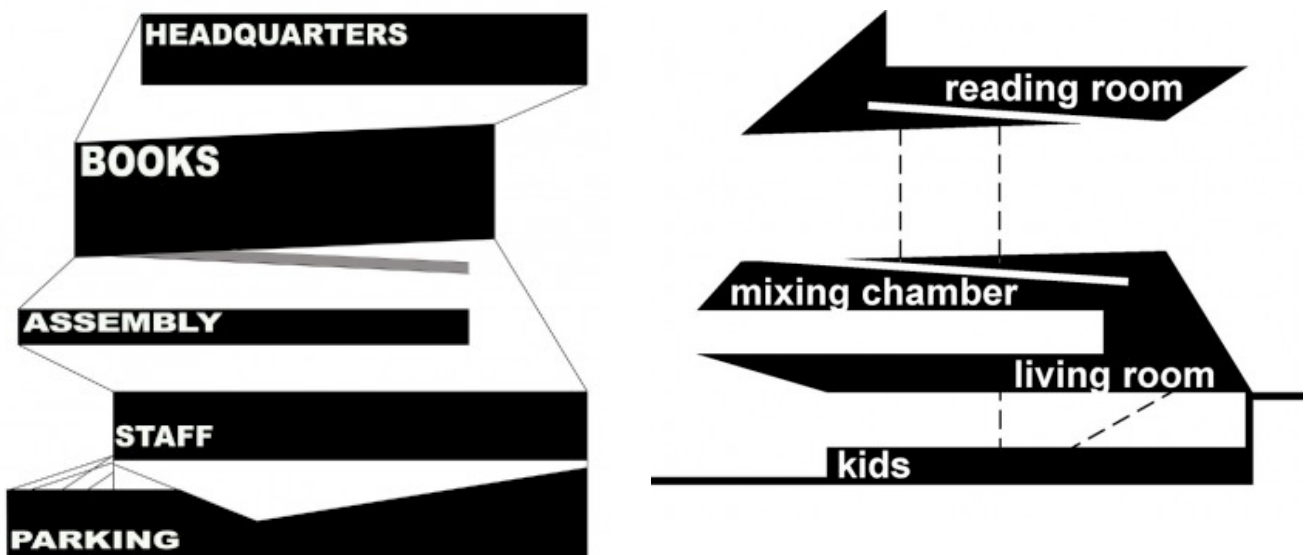 HEADQUARTERS
BOOKS
ASSEMBLY
STAFF
PARKING
reading room
mixing chamber
living room
kids